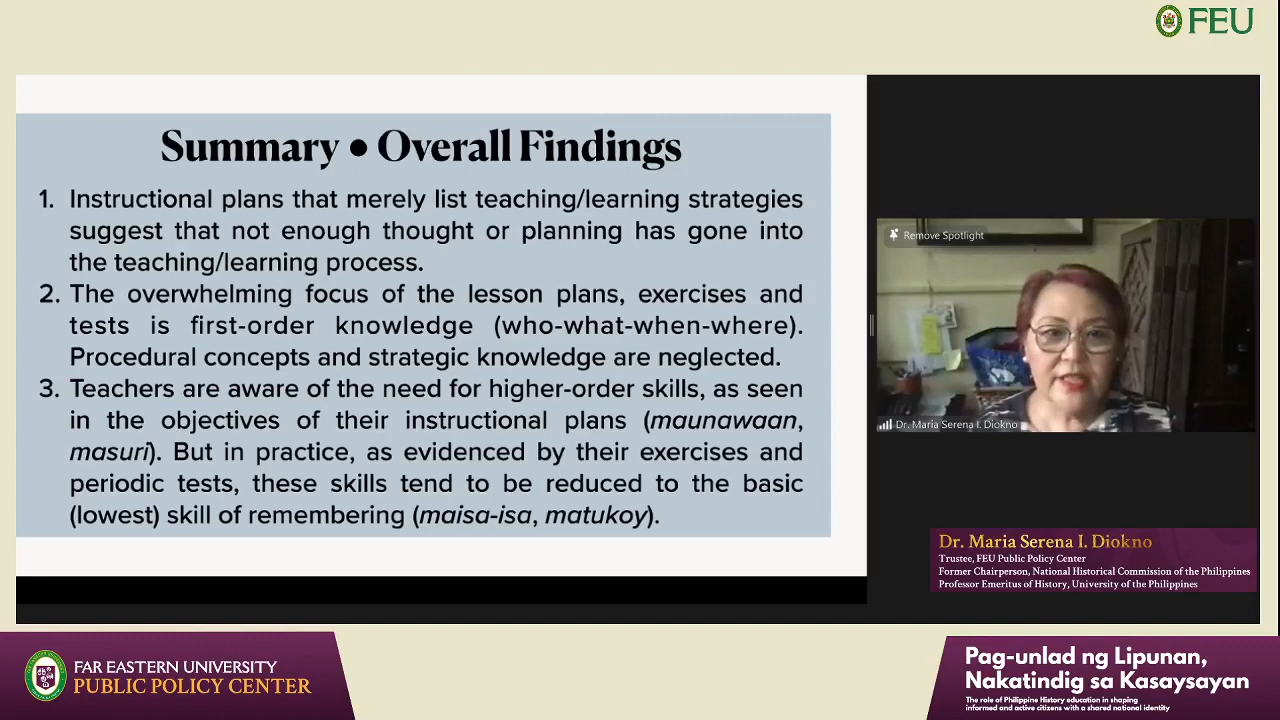 FEU
Summary • Overall Findings
1. Instructional plans that merely list teaching/learning strategies
suggest that not enough thought or planning has gone into
the teaching/learning process.
2. The overwhelming focus of the lesson plans, exercises and
tests is first-order knowledge (who-what-when-where).
Procedural concepts and strategic knowledge are neglected.
3. Teachers are aware of the need for higher-order skills, as seen
in the objectives of their instructional plans (maunawaan,
masuri). But in practice, as evidenced by their exercises and
periodic tests, these skills tend to be reduced to the basic
(lowest) skill of remembering (maisa-isa, matukoy).
Remove Spotlight
Dr. Maria Serena I. Diokno
Dr. Maria Serena I. Diokno
Trustee, FEU Public Policy Center
Former Chairperson, National Historical Commission of the Philippines
Professor Emeritus of History, University of the Philippines
FAR EASTERN UNIVERSITY
PUBLIC POLICY CENTER
Pag-unlad ng Lipunan,
Nakatindig sa Kasaysayan
The role of Philippine History education in shaping
informed and active citizens with a shared national identity